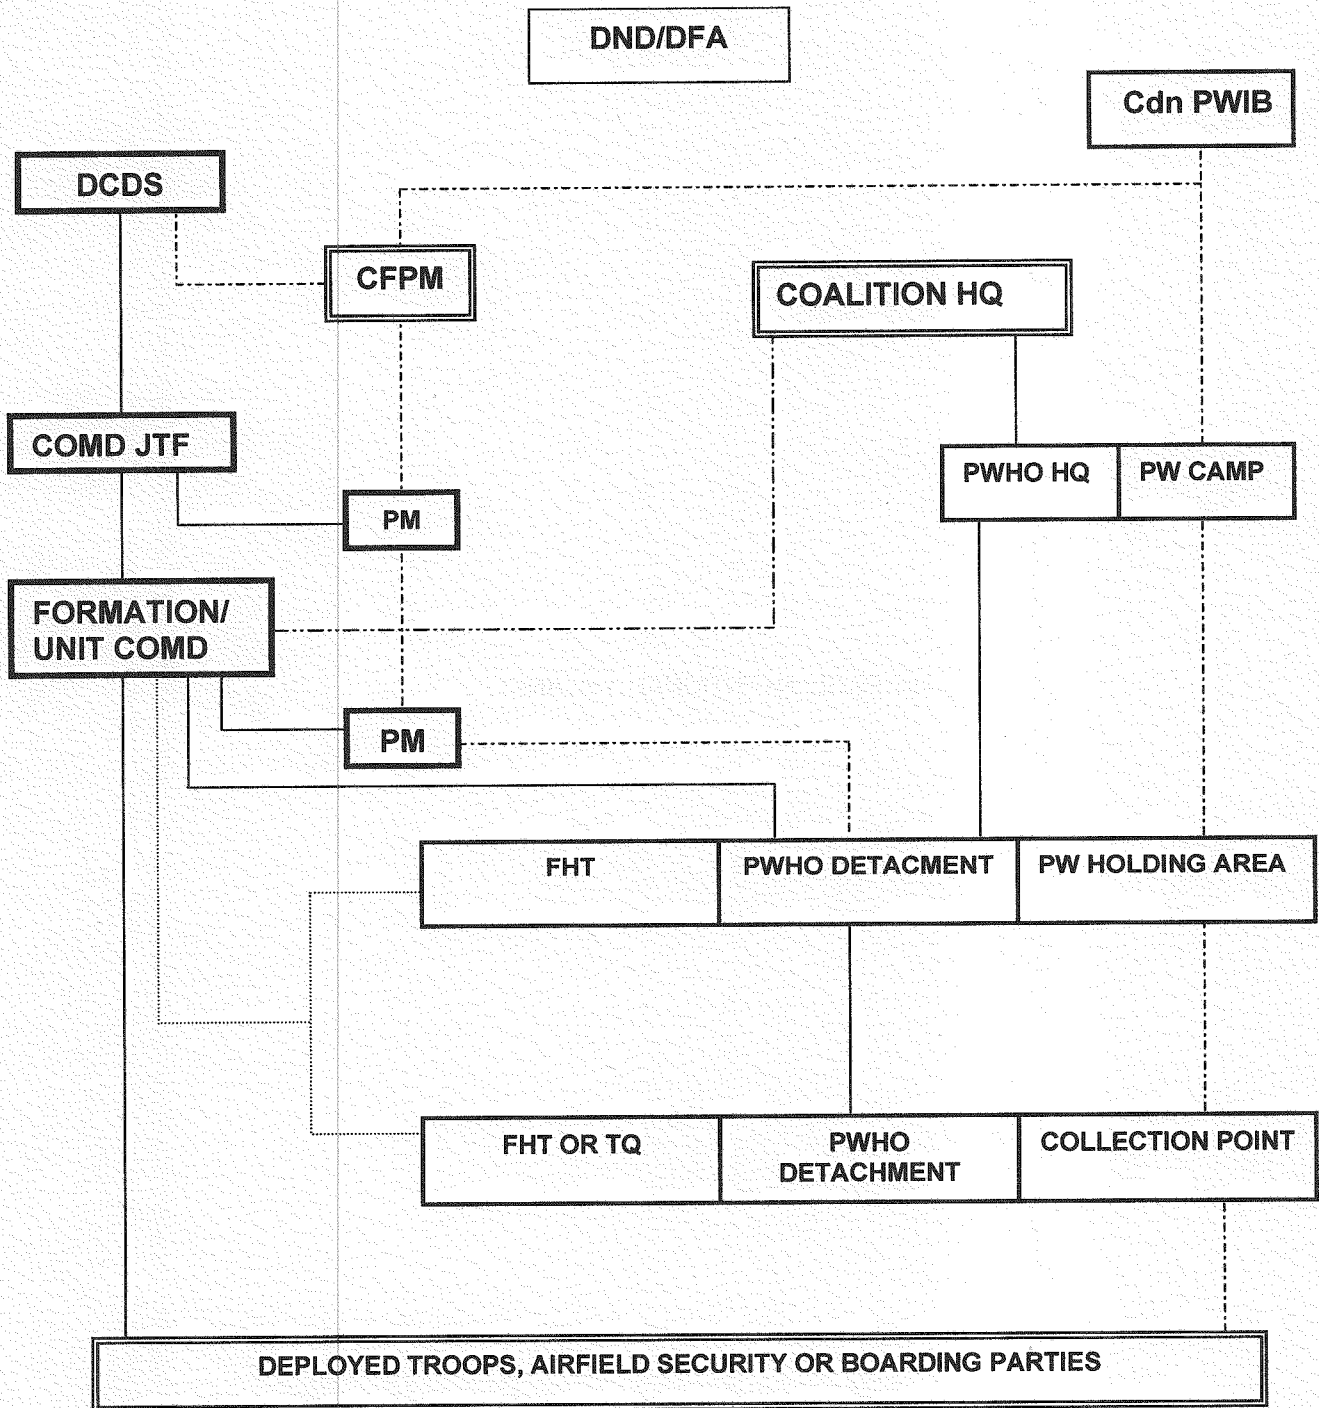 DND/DFA
Cdn PWIB
DCDS
CFPM
COALITION HQ
COMD JTF
PWHO HQ
PW CAMP
PM
FORMATION/
UNIT COMD
PM
FHT
PWHO DETACMENT
PW HOLDING AREA
FHT OR TQ
PWHO
DETACHMENT
COLLECTION POINT
DEPLOYED TROOPS, AIRFIELD SECURITY OR BOARDING PARTIES